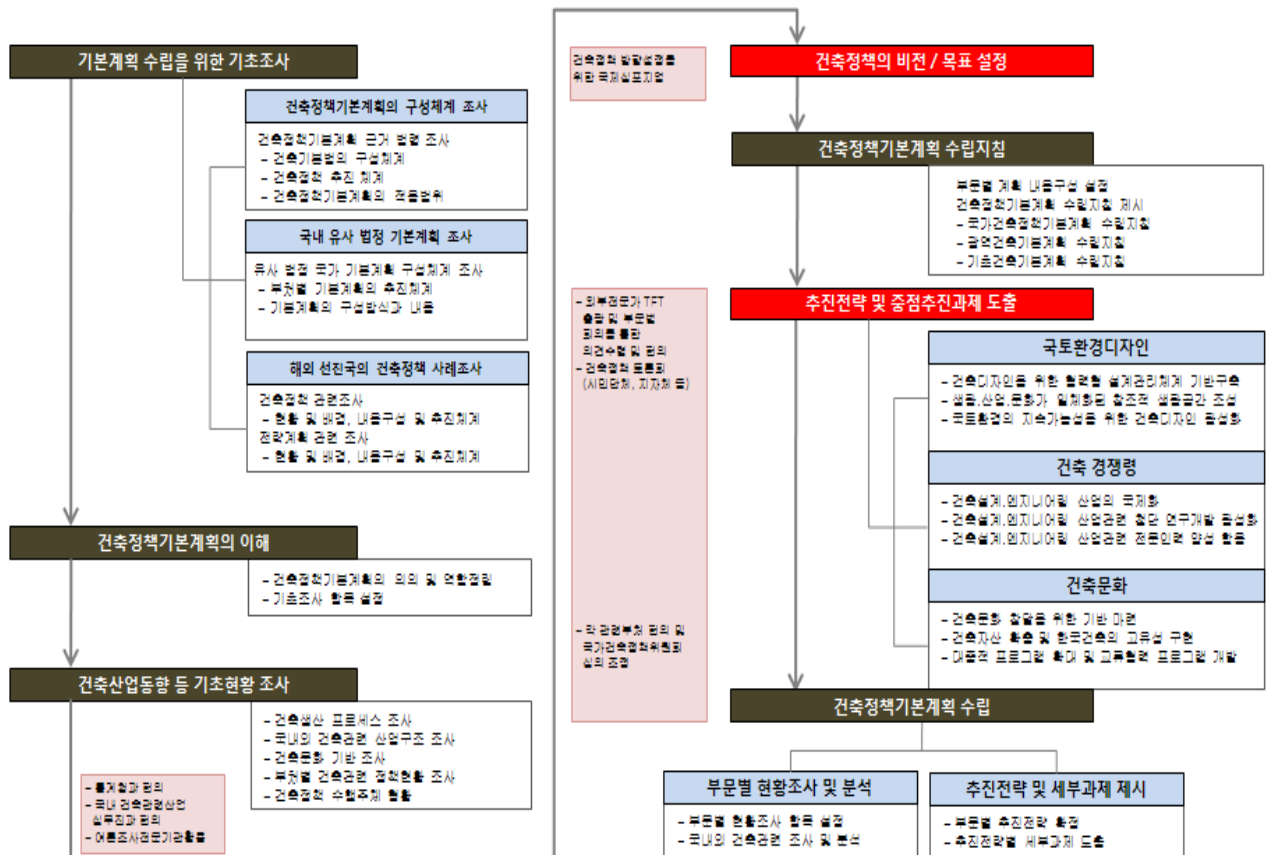 기본계획 수립을 위한 기초조사
건축정책기본계획의 구성체계 조사
건축정책기본계획 근거 법령 조사
– 건축기본법의 구성체계
– 건축정책 추진 체계
– 건축정책기본계획의 적용범위
국내 유사 법정 기본계획 조사
유사 법정 국가 기본계획 구성체계 조사
– 부처별 기본계획의 추진체계
– 기본계획의 구성방식과 내용
해외 선진국의 건축정책 사례조사
건축정책 관련조사
– 현황 및 배경, 내용구성 및 추진체계
전략계획 관련 조사
– 현황 및 배경, 내용구성 및 추진체계
건축정책기본계획의 이해
– 건축정책기본계획의 의의 및 역할정립
– 기초조사 항목 설정
건축산업동향 등 기초현황 조사
– 건축생산 프로세스 조사
– 국내외 건축관련 산업구조 조사
– 건축문화 기반 조사
– 부처별 건축관련 정책현황 조사
– 건축정책 수행주체 현황
– 통계청과 협의
– 국내 건축관련산업
실무진과 협의
– 여론조사전문기관활용
건축정책 방향설정을
위한 국제심포지엄
건축정책의 비전 / 목표 설정
건축정책기본계획 수립지침
부문별 계획 내용구성 설정
건축정책기본계획 수립지침 제시
– 국가건축정책기본계획 수립지침
– 광역건축기본계획 수립지침
– 기초건축기본계획 수립지침
– 외부전문가 TFT
총괄 및 부문별
회의를 통한
의견수렴 및 협의
– 건축정책 토론회
(시민단체, 지자체 등)
– 각 관련부처 협의 및
국가건축정책위원회
심의 조정
추진전략 및 중점추진과제 도출
국토환경디자인
– 건축디자인을 위한 협력형 설계관리체계 기반구축
– 생활.산업.문화가 일체화된 창조적 생활공간 조성
– 국토환경의 지속가능성을 위한 건축디자인 활성화
건축 경쟁령
– 건축설계.엔지니어링 산업의 국제화
– 건축설계.엔지니어링 산업관련 첨단 연구개발 활성화
– 건축설계.엔지니어링 산업관련 전문인력 양성 활용
건축문화
– 건축문화 창달을 위한 기반 마련
– 건축자산 확충 및 한국건축의 고유성 구현
– 대중적 프로그램 확대 및 교류협력 프로그램 개발
건축정책기본계획 수립
부문별 현황조사 및 분석
– 부문별 현황조사 항목 설정
– 국내외 건축관련 조사 및 분석
추진전략 및 세부과제 제시
– 부문별 추진전략 확정
– 추진전략별 세부과제 도출